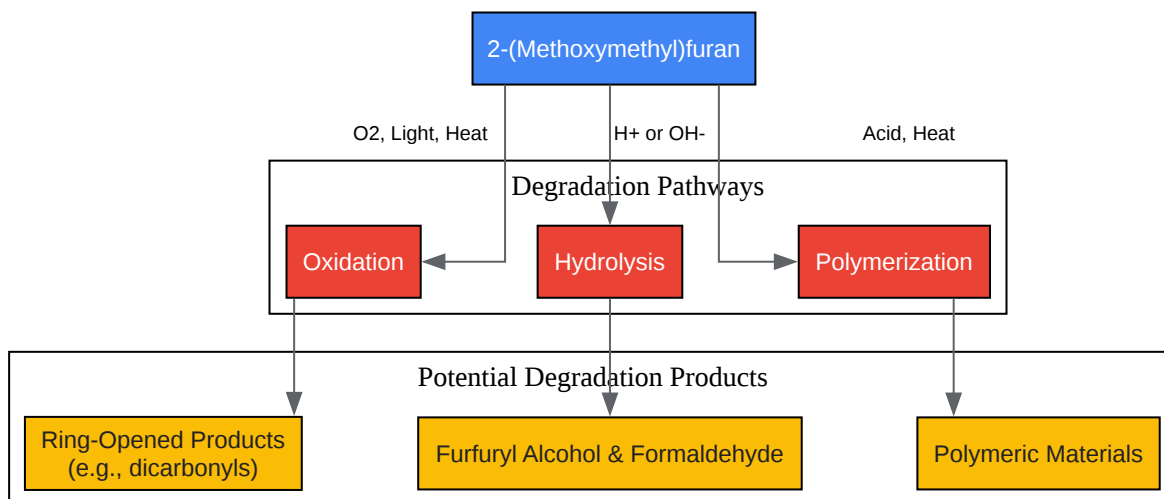 2-(Methoxymethyl)furan
O2, Light, Heat
H+ or OH-
Acid, Heat
Degradation Pathways
Oxidation
Hydrolysis
Polymerization
Potential Degradation Products
Ring-Opened Products
(e.g., dicarbonyls)
Furfuryl Alcohol & Formaldehyde
Polymeric Materials